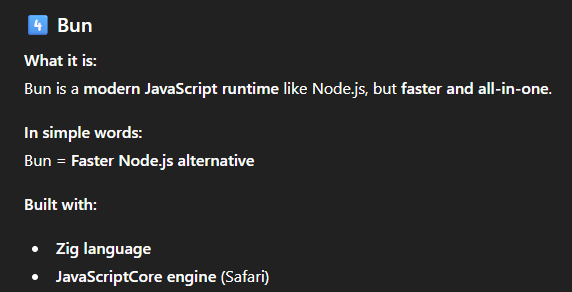 4️⃣ Bun
What it is:
Bun is a modern JavaScript runtime like Node.js, but faster and all-in-one.
In simple words:
Bun = Faster Node.js alternative
Built with:
• Zig language
• JavaScriptCore engine (Safari)